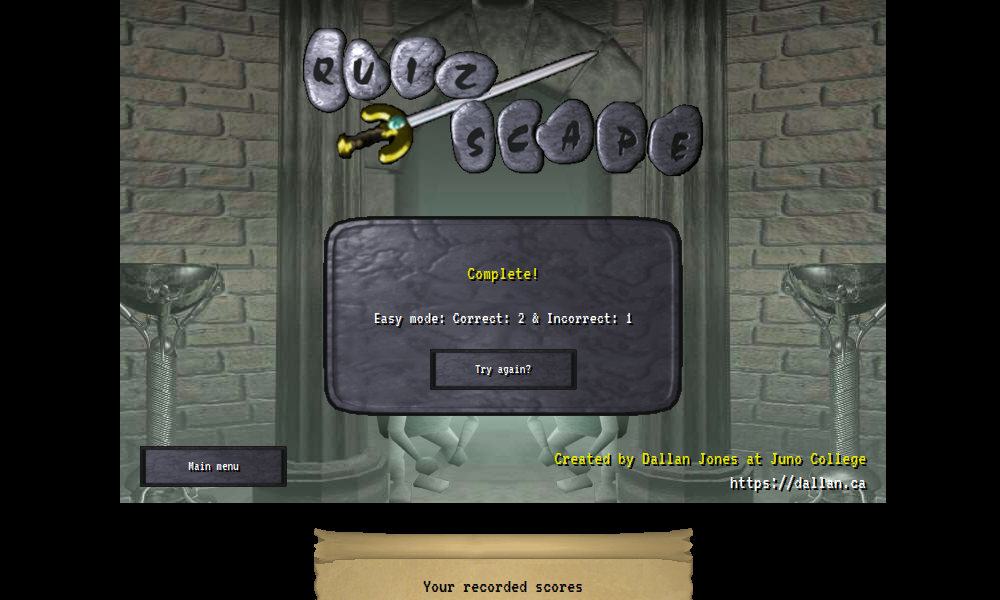 QUIZ
SCAPE
Complete!
Easy mode: Correct: 2 & Incorrect: 1
Try again?
Main menu
Created by Dallan Jones at Juno College
https://dallan.ca
Your recorded scores